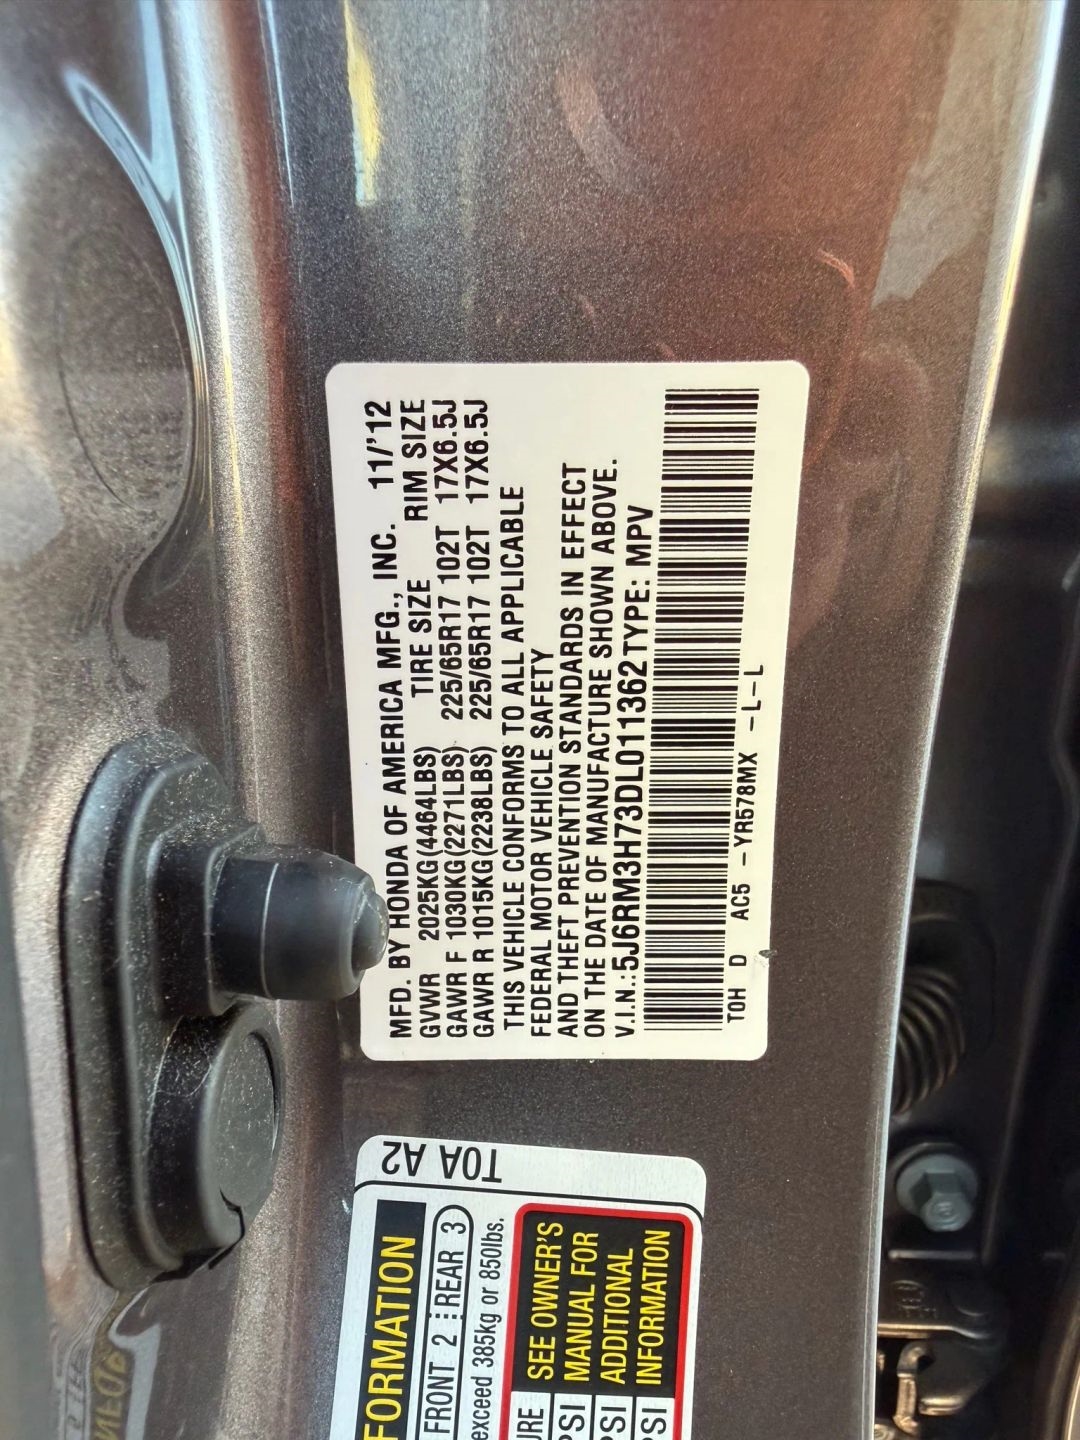 MFD. BY HONDA OF AMERICA MFG., INC. 11/'12
GVWR 2025KG(4464LBS) TIRE SIZE RIM SIZE
GAWR F 1030KG(2271LBS) 225/65R17 102T 17X6.5J
GAWR R 1015KG(2238LBS) 225/65R17 102T 17X6.5J
THIS VEHICLE CONFORMS TO ALL APPLICABLE
FEDERAL MOTOR VEHICLE SAFETY
AND THEFT PREVENTION STANDARDS IN EFFECT
ON THE DATE OF MANUFACTURE SHOWN ABOVE.
V.I.N.:5J6RM3H73DL011362 TYPE: MPV
TOH D AC5 -YR578MX -L-L
TOA A2
FORMATION
FRONT 2 REAR 3
exceed 385kg or 850lbs.
URE
PSI
PSI
PSI
SEE OWNER'S
MANUAL FOR
ADDITIONAL
INFORMATION